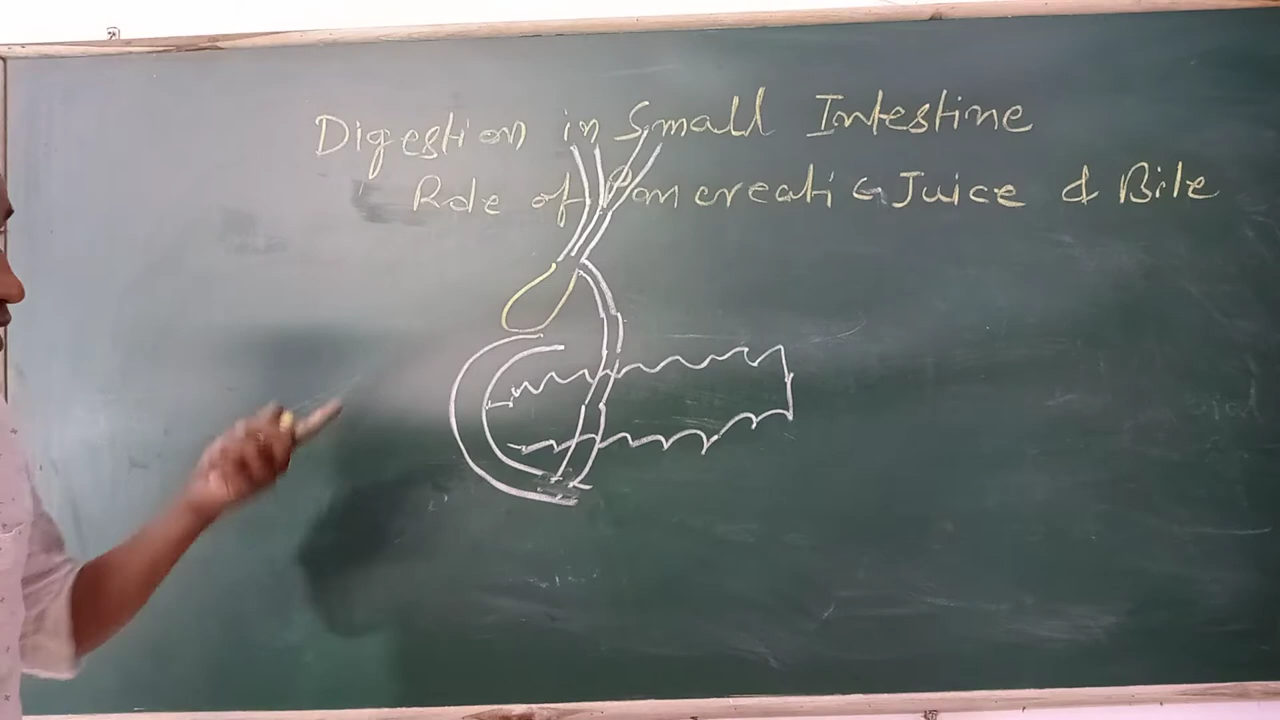 Digestion in Small Intestine
Role of Pancreatic Juice & Bile